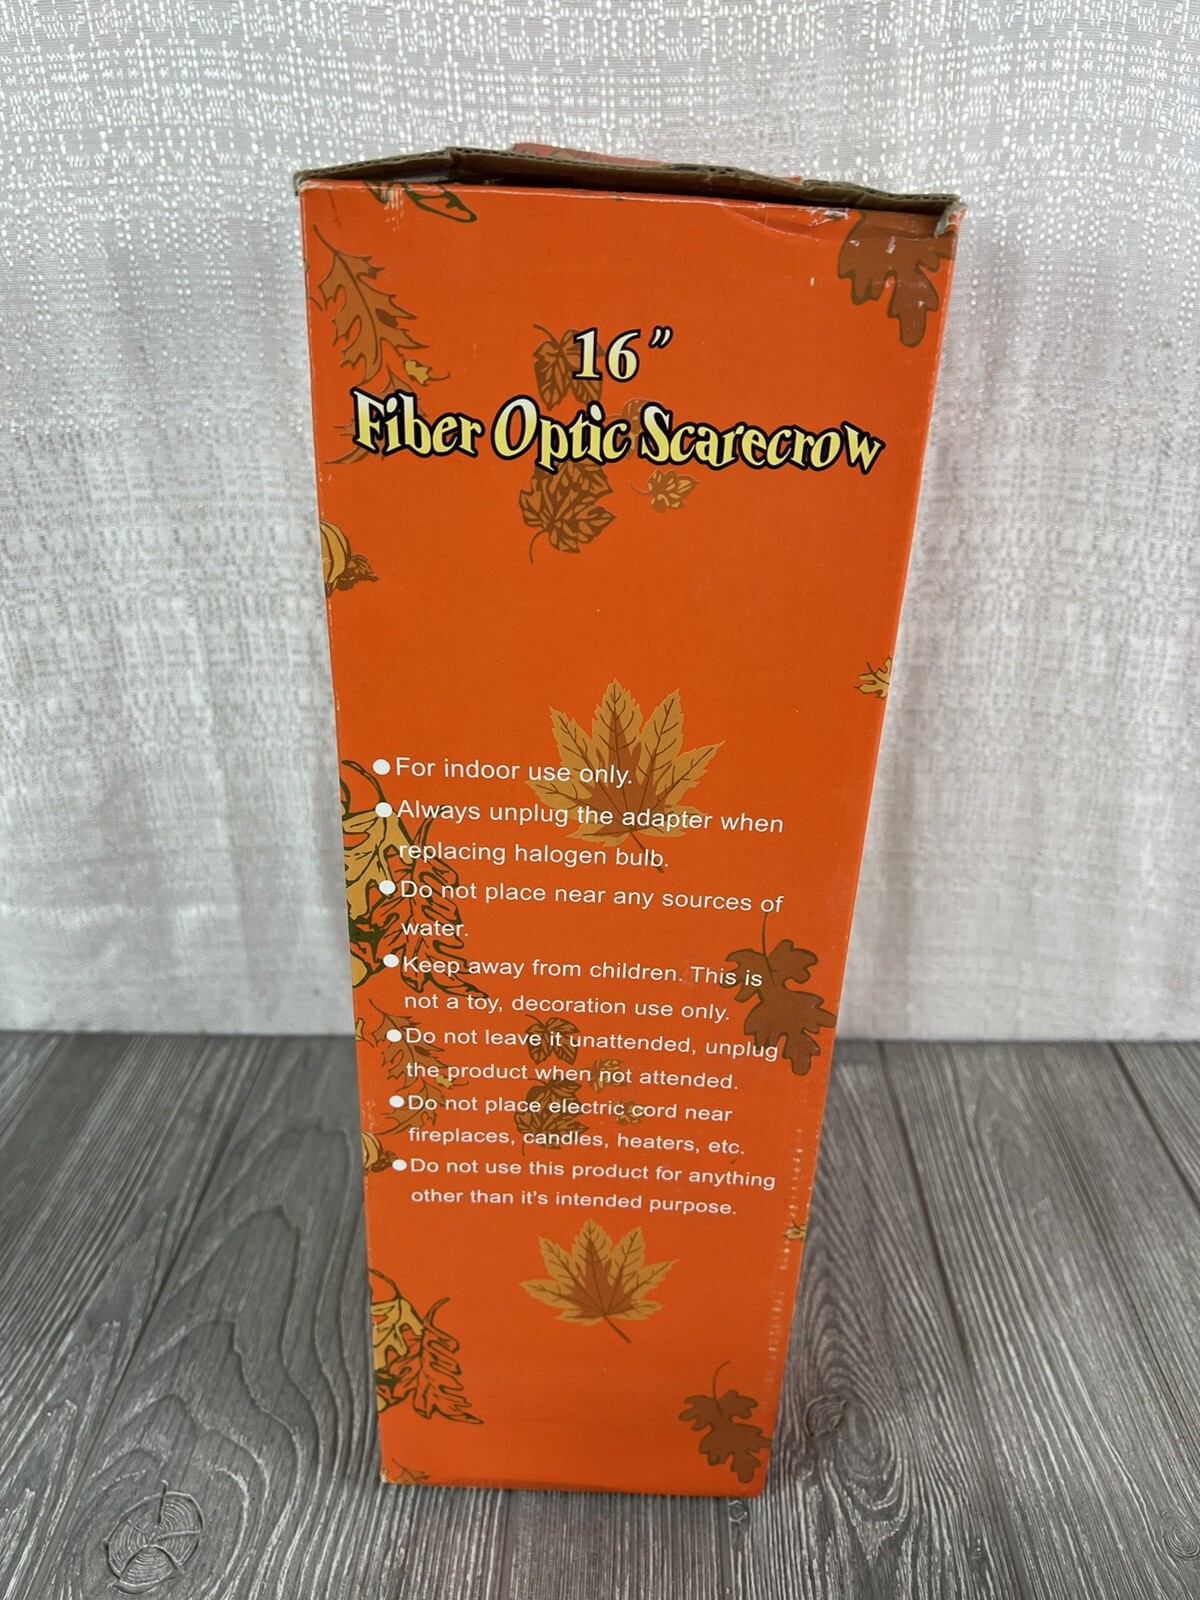 16"
Fiber Optic Scarecrow
● For indoor use only.
● Always unplug the adapter when
replacing halogen bulb.
● Do not place near any sources of
water.
● Keep away from children. This is
not a toy, decoration use only.
● Do not leave it unattended, unplug
the product when not attended.
● Do not place electric cord near
fireplaces, candles, heaters, etc.
● Do not use this product for anything
other than it's intended purpose.